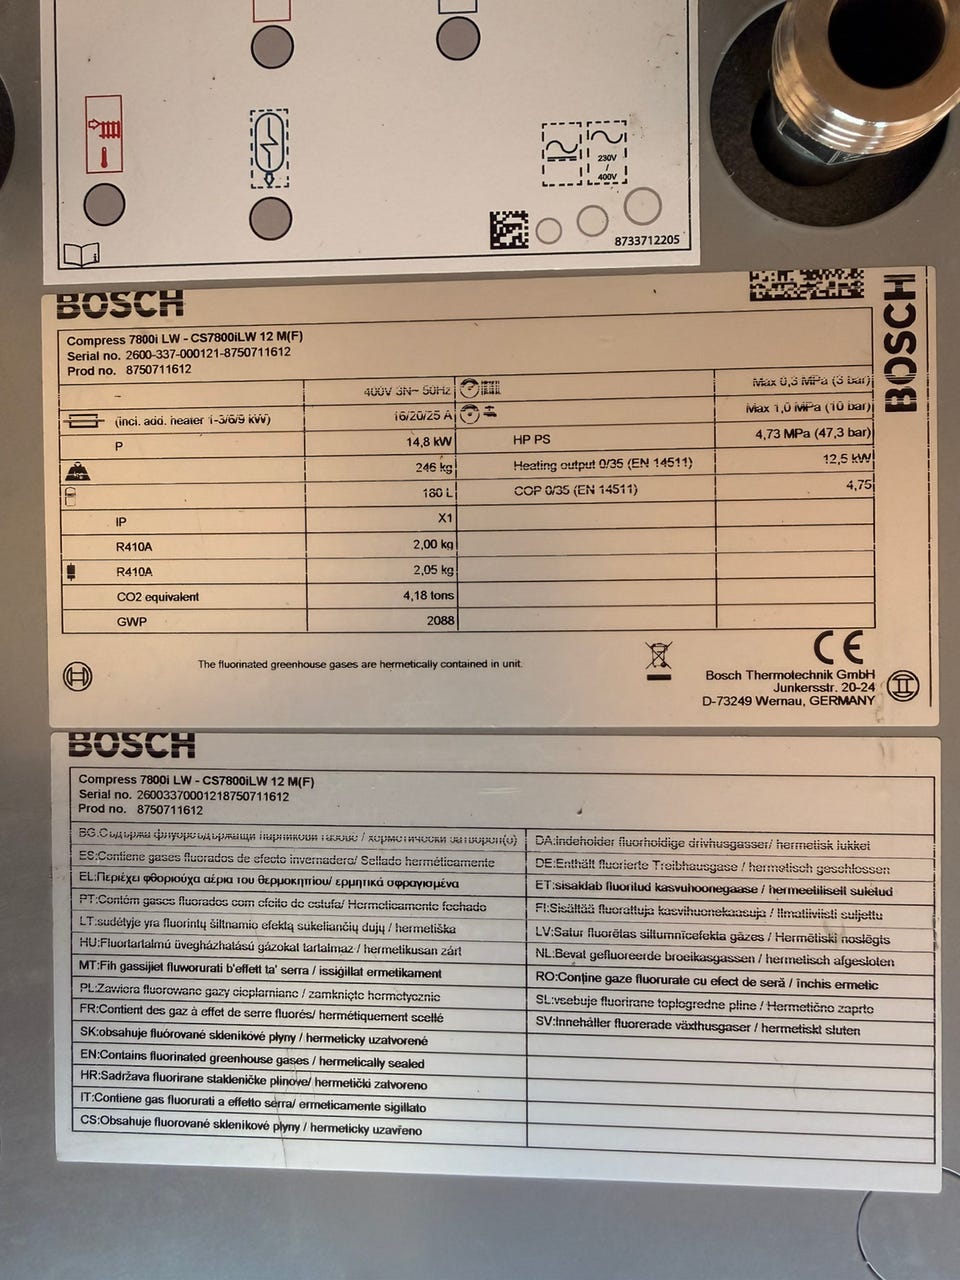 230V
/
400V
8733712205
BOSCH
BOSCH
Compress 7800i LW - CS7800iLW 12 M(F)
Serial no. 2600-337-000121-8750711612
Prod no. 8750711612
~ 400V 3N~ 50Hz Max 0,3 MPa (3 bar)
(incl. add. heater 1-3/6/9 kW) 16/20/25 A Max 1,0 MPa (10 bar)
P 14,8 kW HP PS 4,73 MPa (47,3 bar)
246 kg Heating output 0/35 (EN 14511) 12,5 kW
180 L COP 0/35 (EN 14511) 4,75
IP X1
R410A 2,00 kg
R410A 2,05 kg
CO2 equivalent 4,18 tons
GWP 2088
The fluorinated greenhouse gases are hermetically contained in unit.
CE
Bosch Thermotechnik GmbH
Junkersstr. 20-24
D-73249 Wernau, GERMANY
BOSCH
Compress 7800i LW - CS7800iLW 12 M(F)
Serial no. 26003370001218750711612
Prod no. 8750711612
BG:Съдържа флуорсъдържащи парникови газове / херметически затворен(о)
DA:Indeholder fluorholdige drivhusgasser/ hermetisk lukket
ES:Contiene gases fluorados de efecto invernadero/ Sellado herméticamente
DE:Enthält fluorierte Treibhausgase / hermetisch geschlossen
EL:Περιέχει φθοριούχα αέρια του θερμοκηπίου/ ερμητικά σφραγισμένα
ET:sisaldab fluoritud kasvuhoonegaase / hermeetiliselt suletud
PT:Contém gases fluorados com efeito de estufa/ Hermeticamente fechado
FI:Sisältää fluorattuja kasvihuonekaasuja / Ilmatiiviisti suljettu
LT:sudėtyje yra fluorintų šiltnamio efektą sukeliančių dujų / hermetiška
LV:Satur fluorētas siltumnīcefekta gāzes / Hermētiski noslēgts
HU:Fluortartalmú üvegházhatású gázokat tartalmaz / hermetikusan zárt
NL:Bevat gefluoreerde broeikasgassen / hermetisch afgesloten
MT:Fih gassijiet fluworurati b'effett ta' serra / issiġillat ermetikament
RO:Conține gaze fluorurate cu efect de seră / închis ermetic
PL:Zawiera fluorowane gazy cieplarniane / zamknięte hermetycznie
SL:vsebuje fluorirane toplogredne pline / Hermetično zaprto
FR:Contient des gaz à effet de serre fluorés/ hermétiquement scellé
SV:Innehåller fluorerade växthusgaser / hermetiskt sluten
SK:obsahuje fluórované skleníkové plyny / hermeticky uzatvorené
EN:Contains fluorinated greenhouse gases / hermetically sealed
HR:Sadržava fluorirane stakleničke plinove/ hermetički zatvoreno
IT:Contiene gas fluorurati a effetto serra/ ermeticamente sigillato
CS:Obsahuje fluorované skleníkové plyny / hermeticky uzavřeno